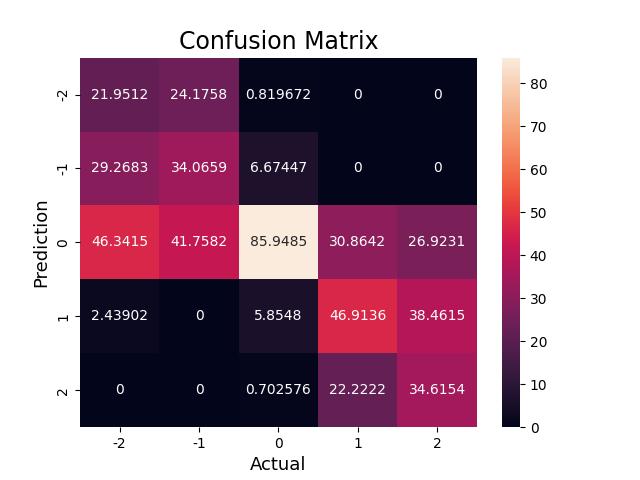 Confusion Matrix
-2 21.9512 24.1758 0.819672 0 0
-1 29.2683 34.0659 6.67447 0 0
0 46.3415 41.7582 85.9485 30.8642 26.9231
1 2.43902 0 5.8548 46.9136 38.4615
2 0 0 0.702576 22.2222 34.6154
-2 -1 0 1 2
Actual
Prediction
80
70
60
50
40
30
20
10
0